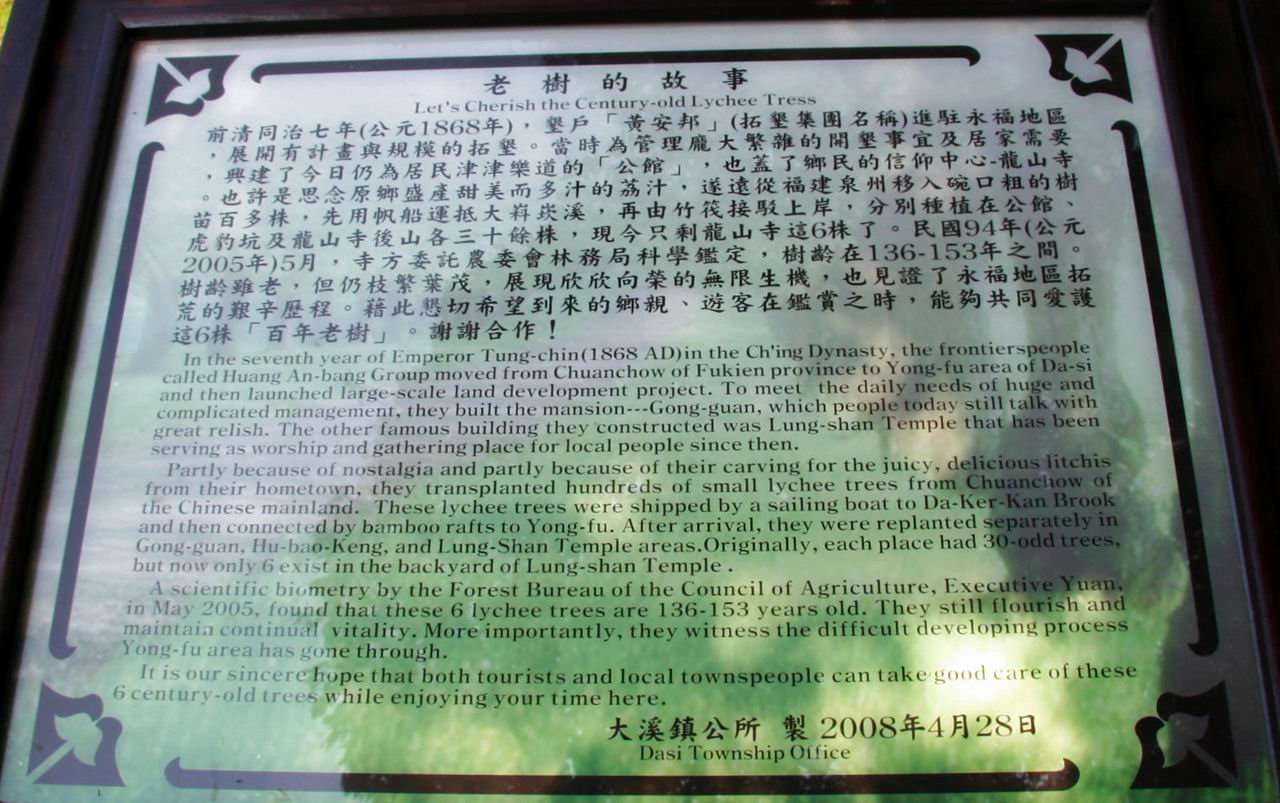 老樹的故事
Let's Cherish the Century-old Lychee Tress
前清同治七年(公元1868年)，墾戶「黃安邦」(拓墾集團名稱)進駐永福地區
，展開有計畫與規模的拓墾。當時為管理龐大繁雜的開墾事宜及居家需要
，興建了今日仍為居民津津樂道的「公館」，也蓋了鄉民的信仰中心-龍山寺
。也許是思念原鄉盛產甜美而多汁的荔汁，遂遠從福建泉州移入碗口粗的樹
苗百多株，先用帆船運抵大嵙崁溪，再由竹筏接駁上岸，分別種植在公館、
虎豹坑及龍山寺後山各三十餘株，現今只剩龍山寺這6株了。民國94年(公元
2005年)5月，寺方委託農委會林務局科學鑑定，樹齡在136-153年之間。
樹齡雖老，但仍枝繁葉茂，展現欣欣向榮的無限生機，也見證了永福地區拓
荒的艱辛歷程。藉此懇切希望到來的鄉親、遊客在鑑賞之時，能夠共同愛護
這6株「百年老樹」。謝謝合作！
In the seventh year of Emperor Tung-chin(1868 AD)in the Ch'ing Dynasty, the frontierspeople
called Huang An-bang Group moved from Chuanchow of Fukien province to Yong-fu area of Da-si
and then launched large-scale land development project. To meet the daily needs of huge and
complicated management, they built the mansion---Gong-guan, which people today still talk with
great relish. The other famous building they constructed was Lung-shan Temple that has been
serving as worship and gathering place for local people since then.
Partly because of nostalgia and partly because of their carving for the juicy, delicious litchis
from their hometown, they transplanted hundreds of small lychee trees from Chuanchow of
the Chinese mainland. These lychee trees were shipped by a sailing boat to Da-Ker-Kan Brook
and then connected by bamboo rafts to Yong-fu. After arrival, they were replanted separately in
Gong-guan, Hu-bao-Keng, and Lung-Shan Temple areas.Originally, each place had 30-odd trees,
but now only 6 exist in the backyard of Lung-shan Temple .
A scientific biometry by the Forest Bureau of the Council of Agriculture, Executive Yuan,
in May 2005, found that these 6 lychee trees are 136-153 years old. They still flourish and
maintain continual vitality. More importantly, they witness the difficult developing process
Yong-fu area has gone through.
It is our sincere hope that both tourists and local townspeople can take good care of these
6 century-old trees while enjoying your time here.
大溪鎮公所 製 2008年4月28日
Dasi Township Office